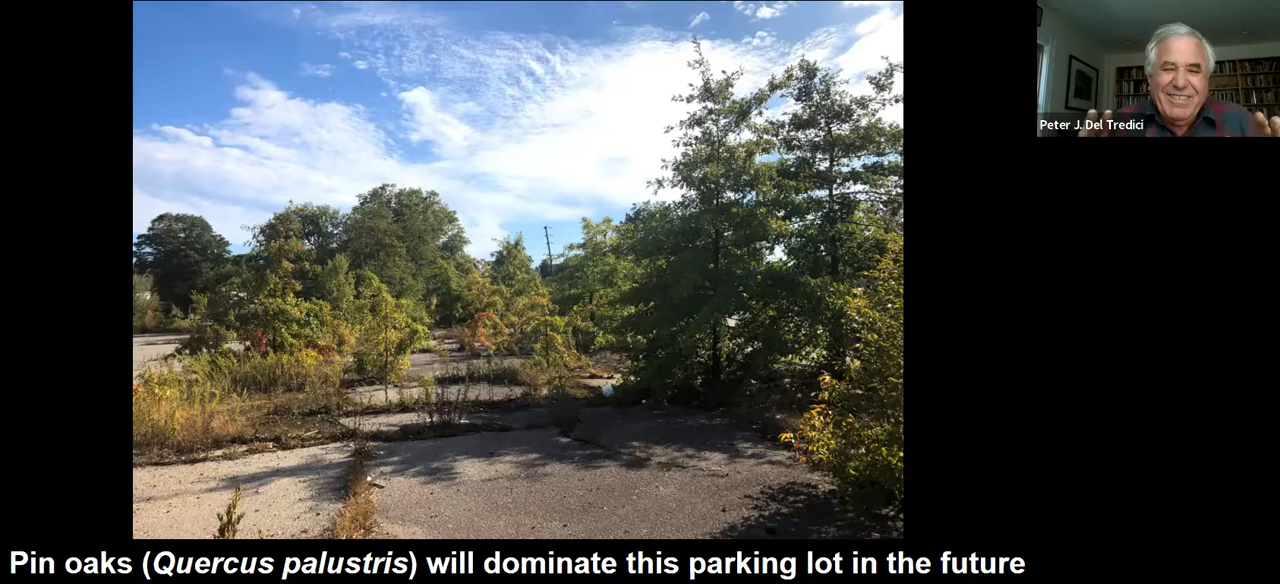 Peter J. Del Tredici
Pin oaks (Quercus palustris) will dominate this parking lot in the future